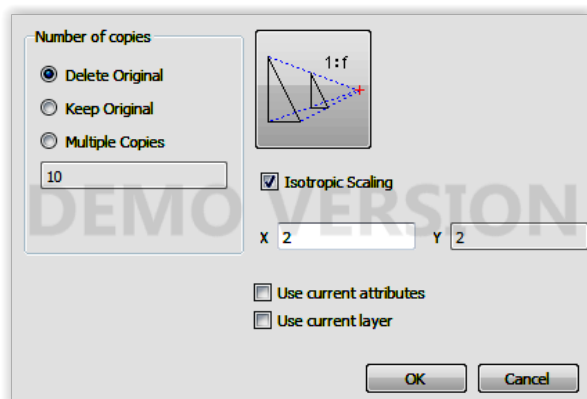 Number of copies
Delete Original
Keep Original
Multiple Copies
10
1:f
Isotropic Scaling
DEMO VERSION
X 2 Y 2
Use current attributes
Use current layer
OK Cancel